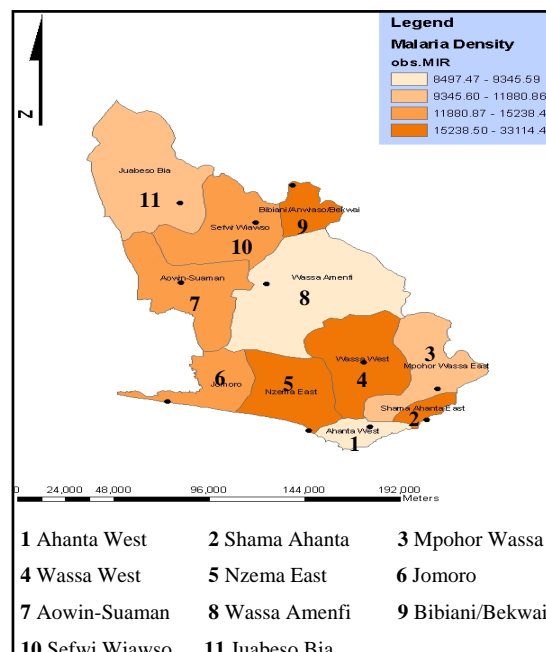 Legend
Malaria Density
obs.MIR
8497.47 - 9345.59
9345.60 - 11880.86
11880.87 - 15238.4
15238.50 - 33114.4
N
Juabeso Bia
11
Bibiani/Anwiaso/Bekwai
9
Sefwi Wiawso
10
Aowin-Suaman
7
Wassa Amenfi
8
3
Mpohor Wassa East
Wassa West
4
6
Jomoro
5
Nzema East
Shama Ahanta East
2
Ahanta West
1
0 24,000 48,000 96,000 144,000 192,000
Meters
1 Ahanta West 2 Shama Ahanta 3 Mpohor Wassa
4 Wassa West 5 Nzema East 6 Jomoro
7 Aowin-Suaman 8 Wassa Amenfi 9 Bibiani/Bekwai
10 Sefwi Wiawso 11 Juabeso Bia